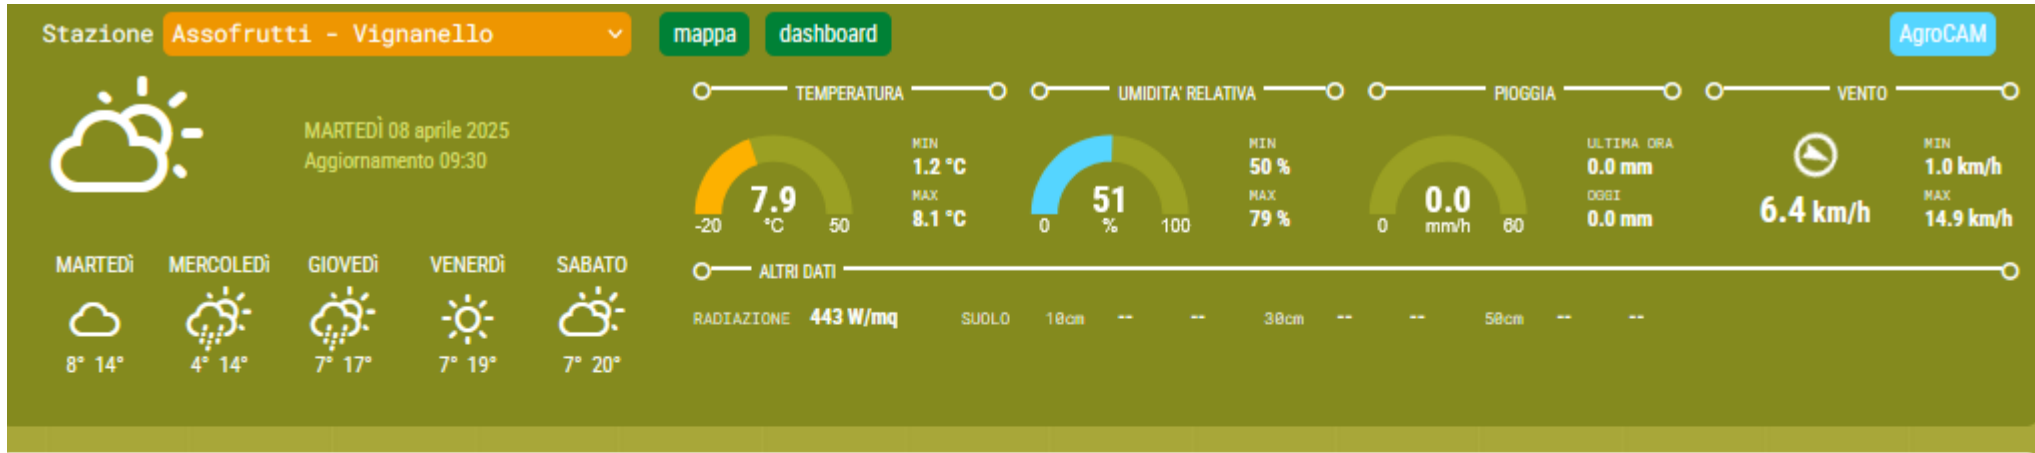 Stazione Assofrutti - Vignanello mappa dashboard AgroCAM
MARTEDÌ 08 aprile 2025
Aggiornamento 09:30
TEMPERATURA
7.9
°C
-20 50
MIN
1.2 °C
MAX
8.1 °C
UMIDITA' RELATIVA
51
%
0 100
MIN
50 %
MAX
79 %
PIOGGIA
0.0
mm/h
0 60
ULTIMA ORA
0.0 mm
OGGI
0.0 mm
VENTO
6.4 km/h
MIN
1.0 km/h
MAX
14.9 km/h
MARTEDÌ MERCOLEDÌ GIOVEDÌ VENERDÌ SABATO
8° 14° 4° 14° 7° 17° 7° 19° 7° 20°
ALTRI DATI
RADIAZIONE 443 W/mq SUOLO 10cm -- -- 30cm -- -- 50cm -- --